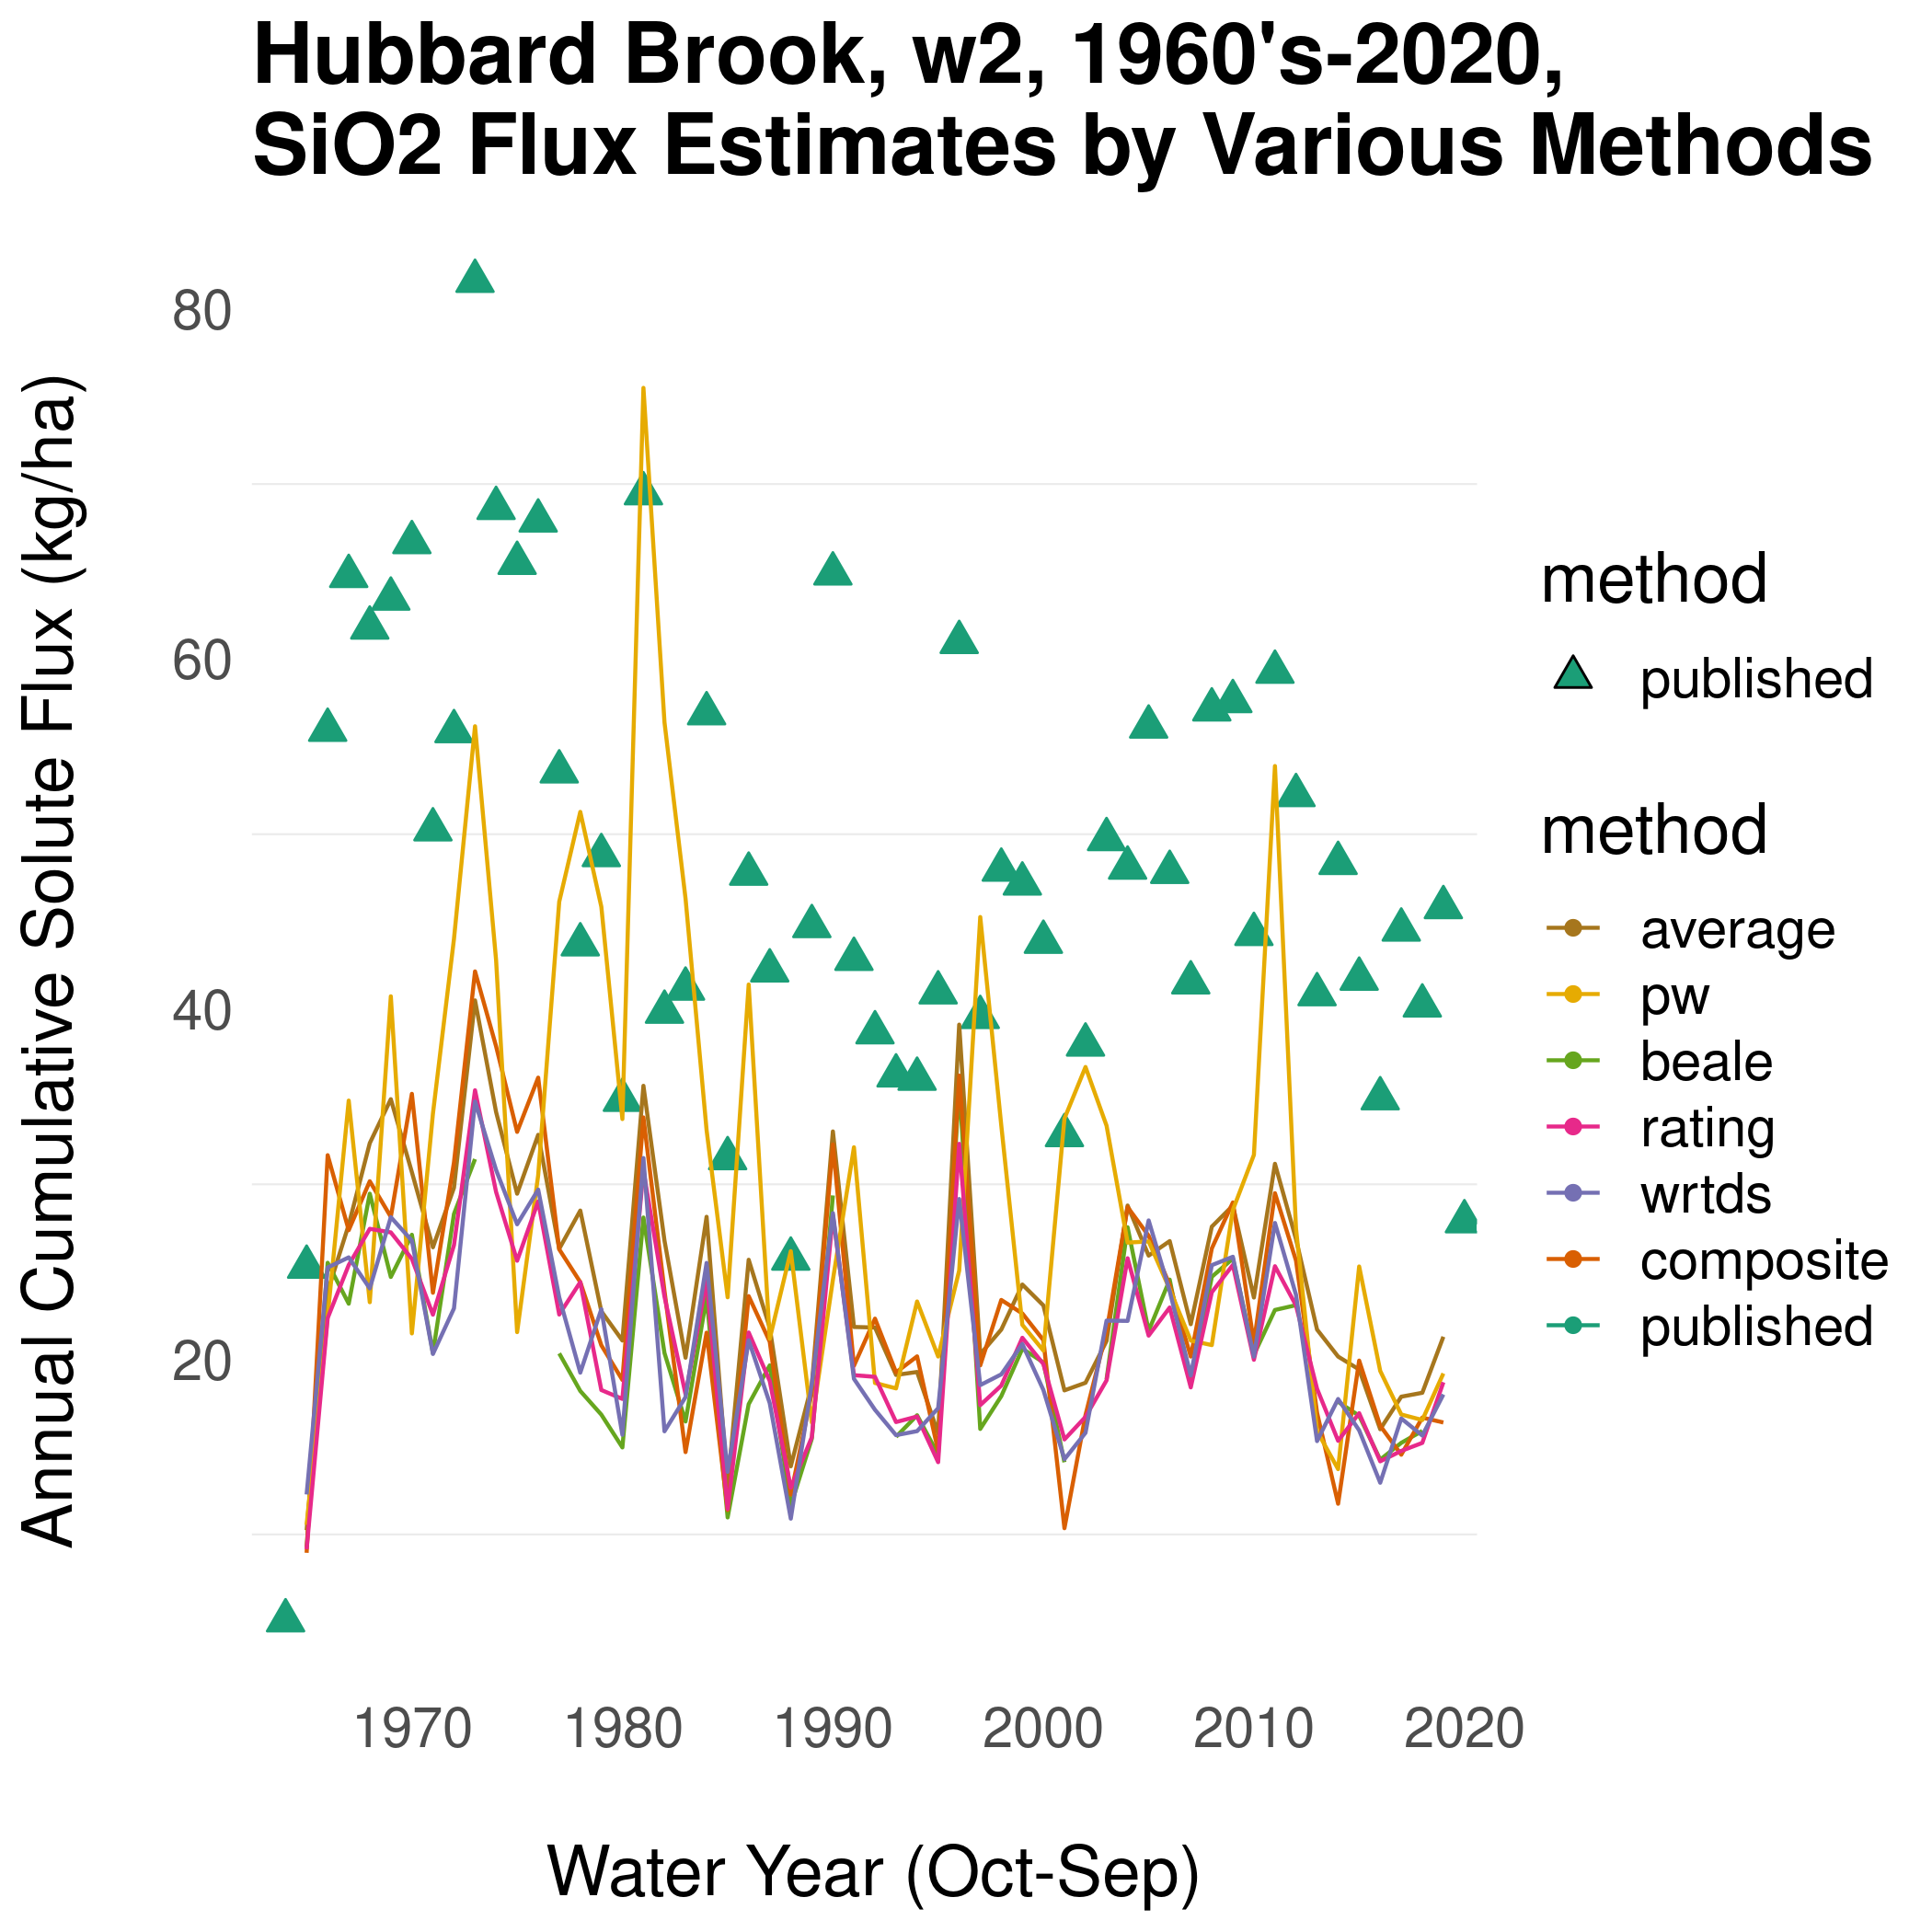 Hubbard Brook, w2, 1960's-2020,
SiO2 Flux Estimates by Various Methods
Annual Cumulative Solute Flux (kg/ha)
80
60
40
20
1970 1980 1990 2000 2010 2020
Water Year (Oct-Sep)
method
published
method
average
pw
beale
rating
wrtds
composite
published